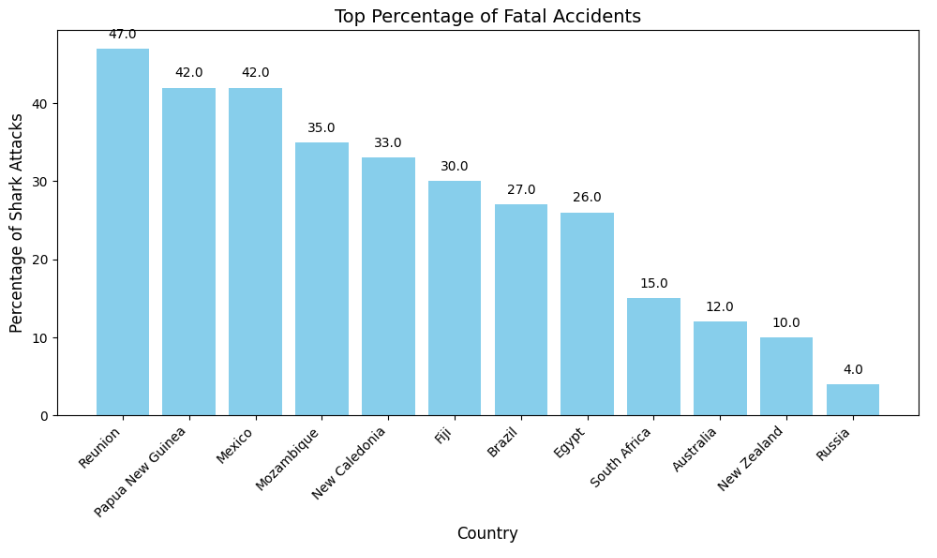 Top Percentage of Fatal Accidents
47.0
42.0
42.0
35.0
33.0
30.0
27.0
26.0
15.0
12.0
10.0
4.0
Percentage of Shark Attacks
40
30
20
10
0
Reunion
Papua New Guinea
Mexico
Mozambique
New Caledonia
Fiji
Brazil
Egypt
South Africa
Australia
New Zealand
Russia
Country